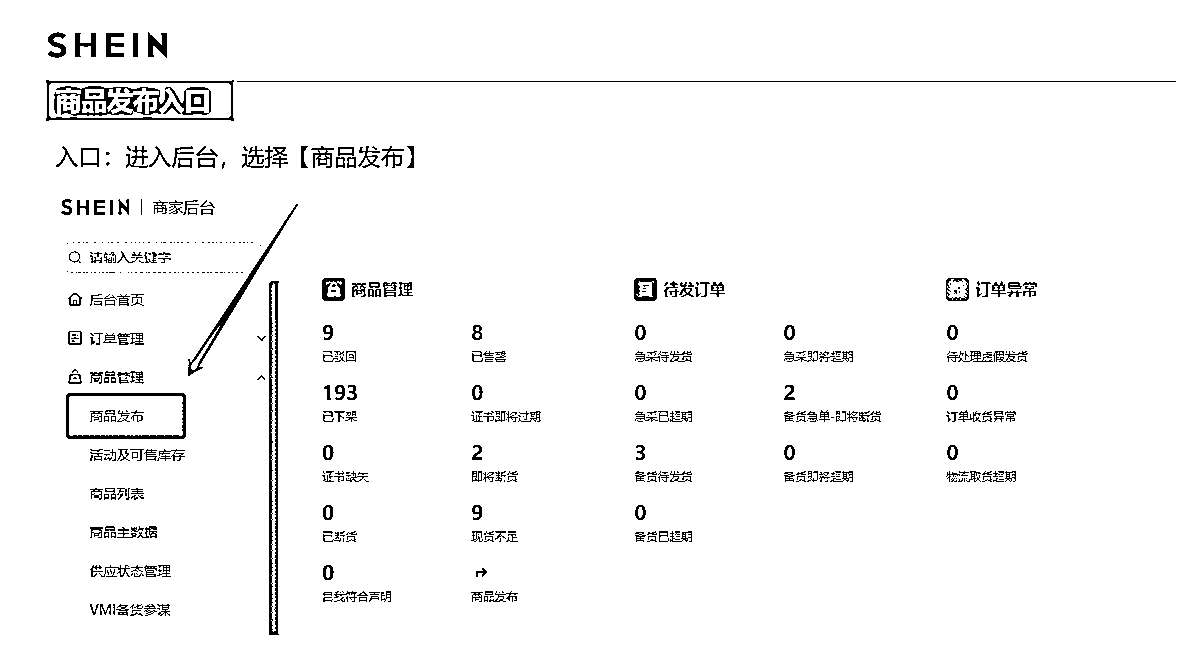 SHEIN
商品发布入口
入口：进入后台，选择【商品发布】
SHEIN | 商家后台
请输入关键字
后台首页
订单管理
商品管理
商品发布
活动及可售库存
商品列表
商品主数据
供应状态管理
VMI备货参谋
商品管理
9 8
已驳回 已售罄
193 0
已下架 证书即将过期
0 2
证书缺失 即将断货
0 9
已断货 现货不足
0
合规符合声明 商品发布
待发订单
0 0
急采待发货 急采即将超期
0 2
急采已超期 备货急单-即将断货
3 0
备货待发货 备货即将超期
0
备货已超期
订单异常
0
待处理虚假发货
0
订单收货异常
0
物流取货超期